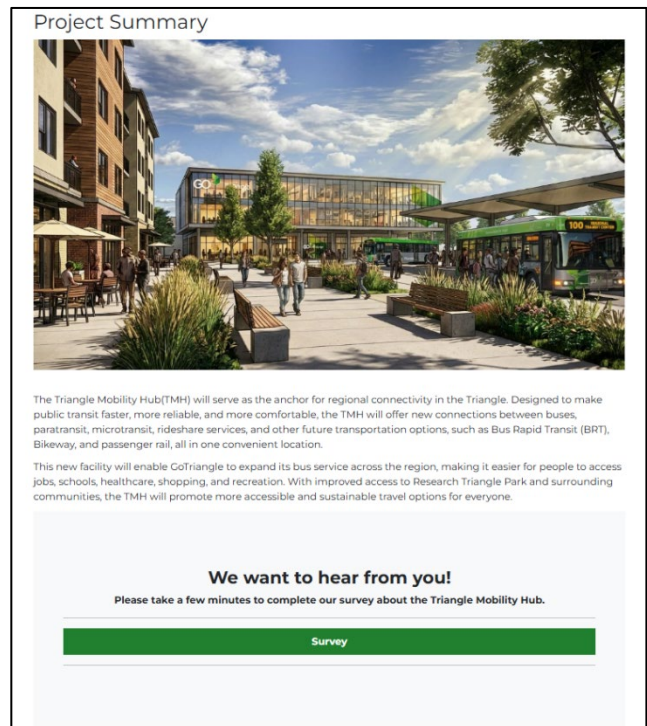 Project Summary
GO
100
The Triangle Mobility Hub(TMH) will serve as the anchor for regional connectivity in the Triangle. Designed to make
public transit faster, more reliable, and more comfortable, the TMH will offer new connections between buses,
paratransit, microtransit, rideshare services, and other future transportation options, such as Bus Rapid Transit (BRT),
Bikeway, and passenger rail, all in one convenient location.
This new facility will enable GoTriangle to expand its bus service across the region, making it easier for people to access
jobs, schools, healthcare, shopping, and recreation. With improved access to Research Triangle Park and surrounding
communities, the TMH will promote more accessible and sustainable travel options for everyone.
We want to hear from you!
Please take a few minutes to complete our survey about the Triangle Mobility Hub.
Survey